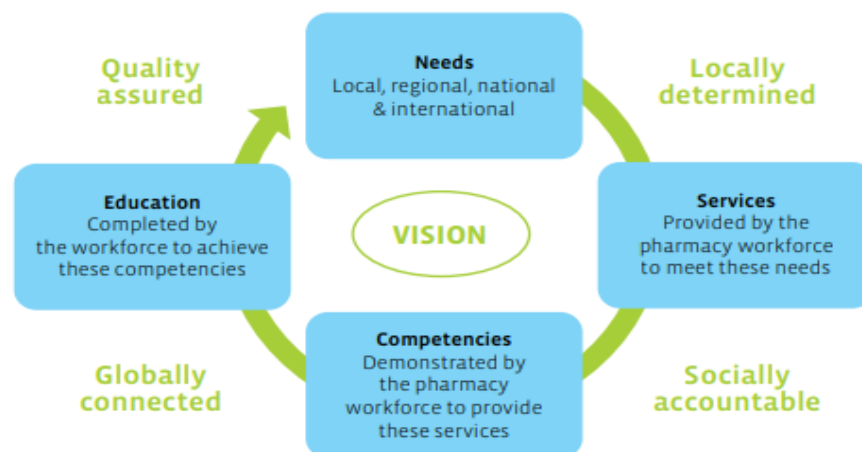 Quality
assured
Needs
Local, regional, national
& international
Locally
determined
Education
Completed by
the workforce to achieve
these competencies
VISION
Services
Provided by the
pharmacy workforce
to meet these needs
Globally
connected
Competencies
Demonstrated by
the pharmacy
workforce to provide
these services
Socially
accountable